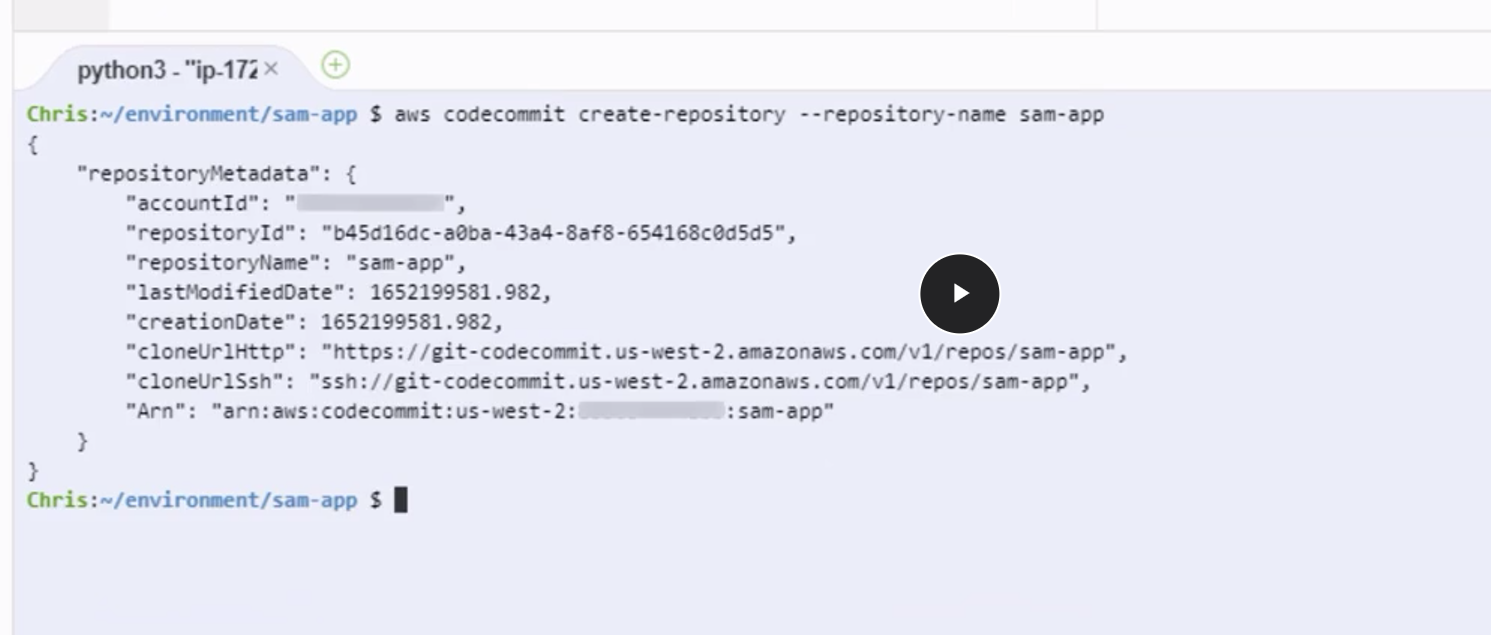 python3 - "ip-172
Chris:~/environment/sam-app $ aws codecommit create-repository --repository-name sam-app
{
    "repositoryMetadata": {
        "accountId": "",
        "repositoryId": "b45d16dc-a0ba-43a4-8af8-654168c0d5d5",
        "repositoryName": "sam-app",
        "lastModifiedDate": 1652199581.982,
        "creationDate": 1652199581.982,
        "cloneUrlHttp": "https://git-codecommit.us-west-2.amazonaws.com/v1/repos/sam-app",
        "cloneUrlSsh": "ssh://git-codecommit.us-west-2.amazonaws.com/v1/repos/sam-app",
        "Arn": "arn:aws:codecommit:us-west-2::sam-app"
    }
}
Chris:~/environment/sam-app $